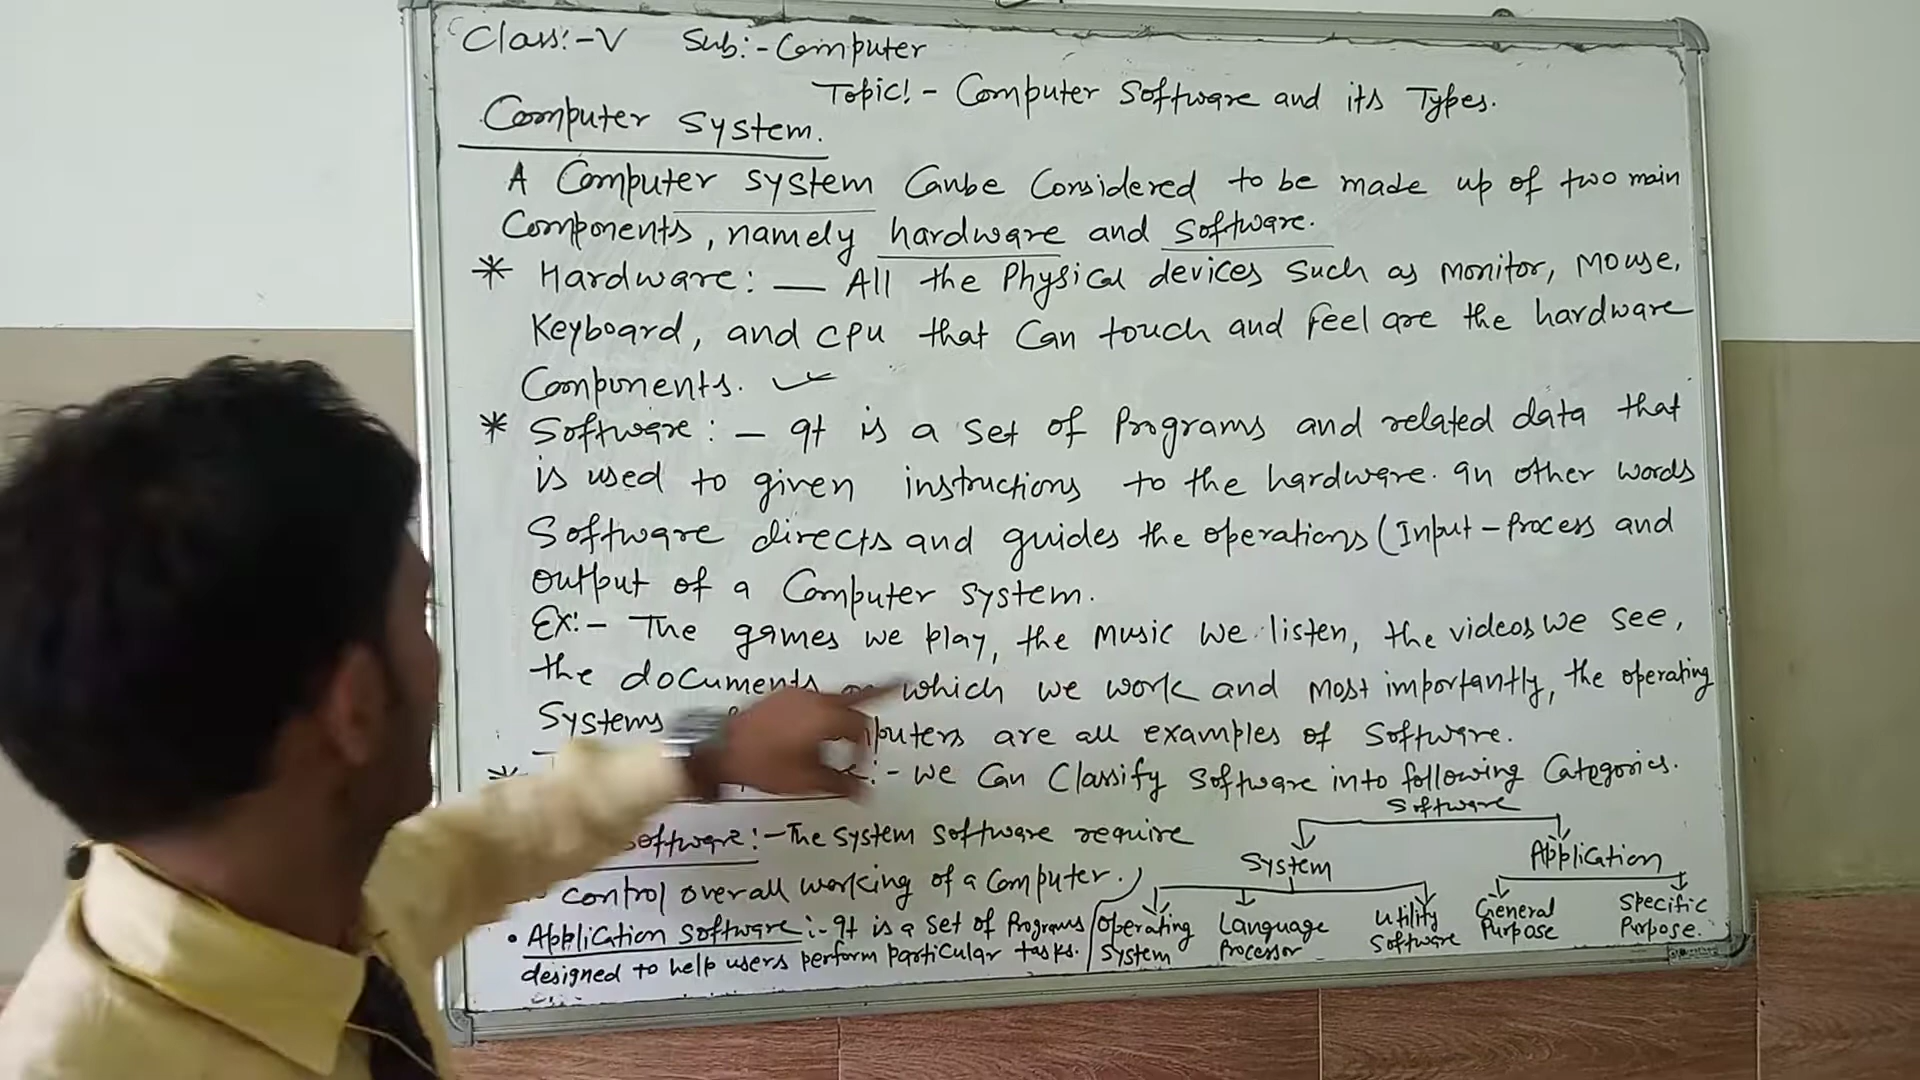 Class:-V Sub:-Computer
Topic!- Computer Software and its Types.
Computer System.
A Computer System Canbe Considered to be made up of two main
Components, namely hardware and Software.
* Hardware: — All the Physical devices such as monitor, mouse,
Keyboard, and CPU that Can touch and feel are the hardware
Components.
* Software: — It is a set of Programs and related data that
is used to given instructions to the hardware. In other words
Software directs and guides the operations (Input-Process and
output of a Computer System.
Ex:- The games we play, the music we listen, the videos we see,
the documents which we work and most importantly, the operating
Systems are all examples of Software.
:- We Can Classify Software into following Categories.
Software:-The System Software require
control overall working of a Computer.
• Application Software:- It is a set of Programs
designed to help users perform particular tasks.
Software
System Application
Operating System
Language Processor
Utility Software
General Purpose
Specific Purpose.